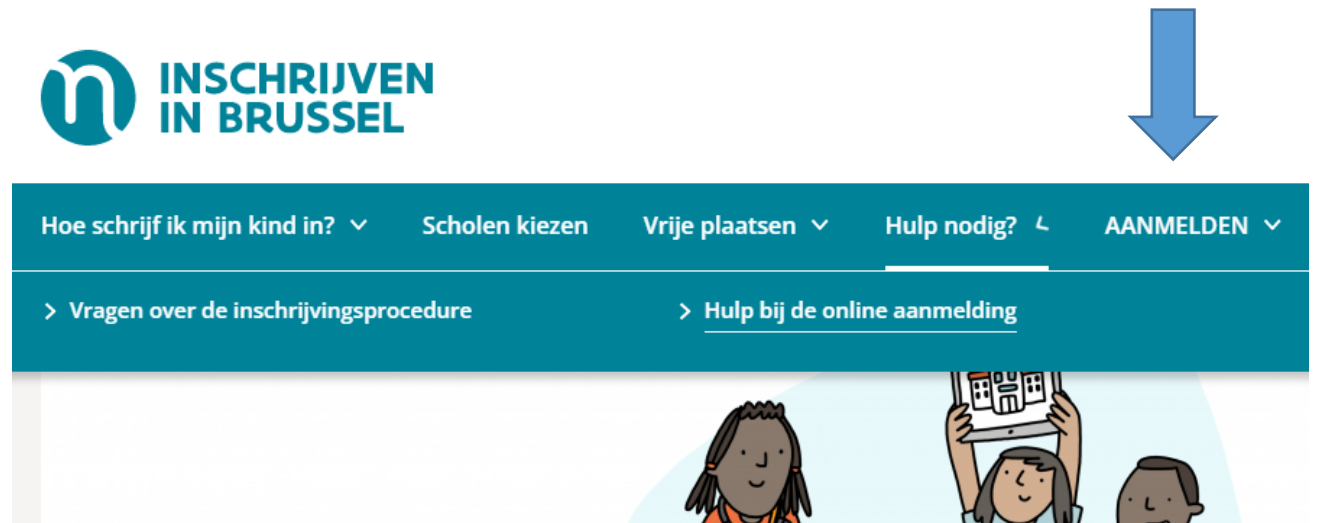 INSCHRIJVEN
IN BRUSSEL
Hoe schrijf ik mijn kind in? Scholen kiezen Vrije plaatsen Hulp nodig? AANMELDEN
Vragen over de inschrijvingsprocedure Hulp bij de online aanmelding